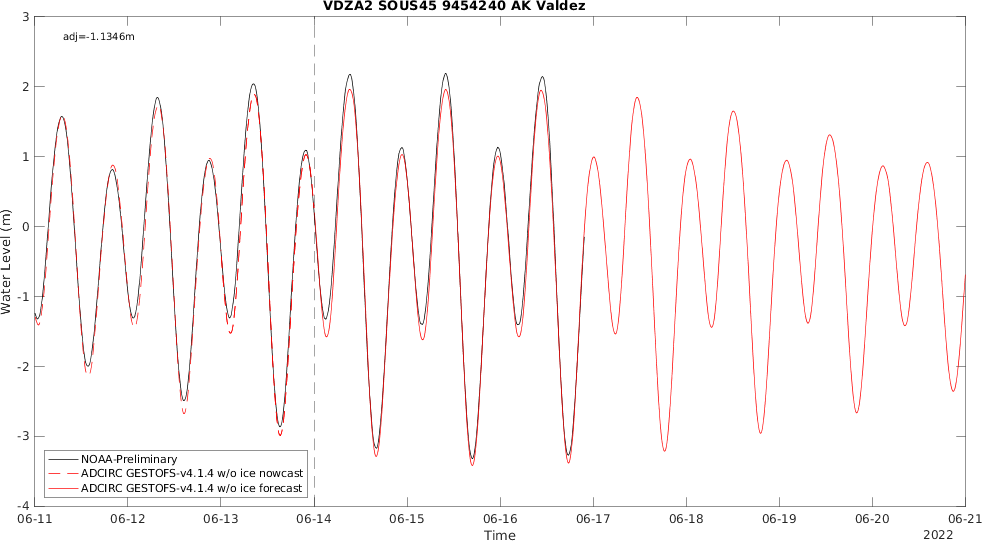 VDZA2 SOUS45 9454240 AK Valdez
adj=-1.1346m
Water Level (m)
3
2
1
0
-1
-2
-3
-4
NOAA-Preliminary
ADCIRC GESTOFS-v4.1.4 w/o ice nowcast
ADCIRC GESTOFS-v4.1.4 w/o ice forecast
06-11 06-12 06-13 06-14 06-15 06-16 06-17 06-18 06-19 06-20 06-21
Time
2022